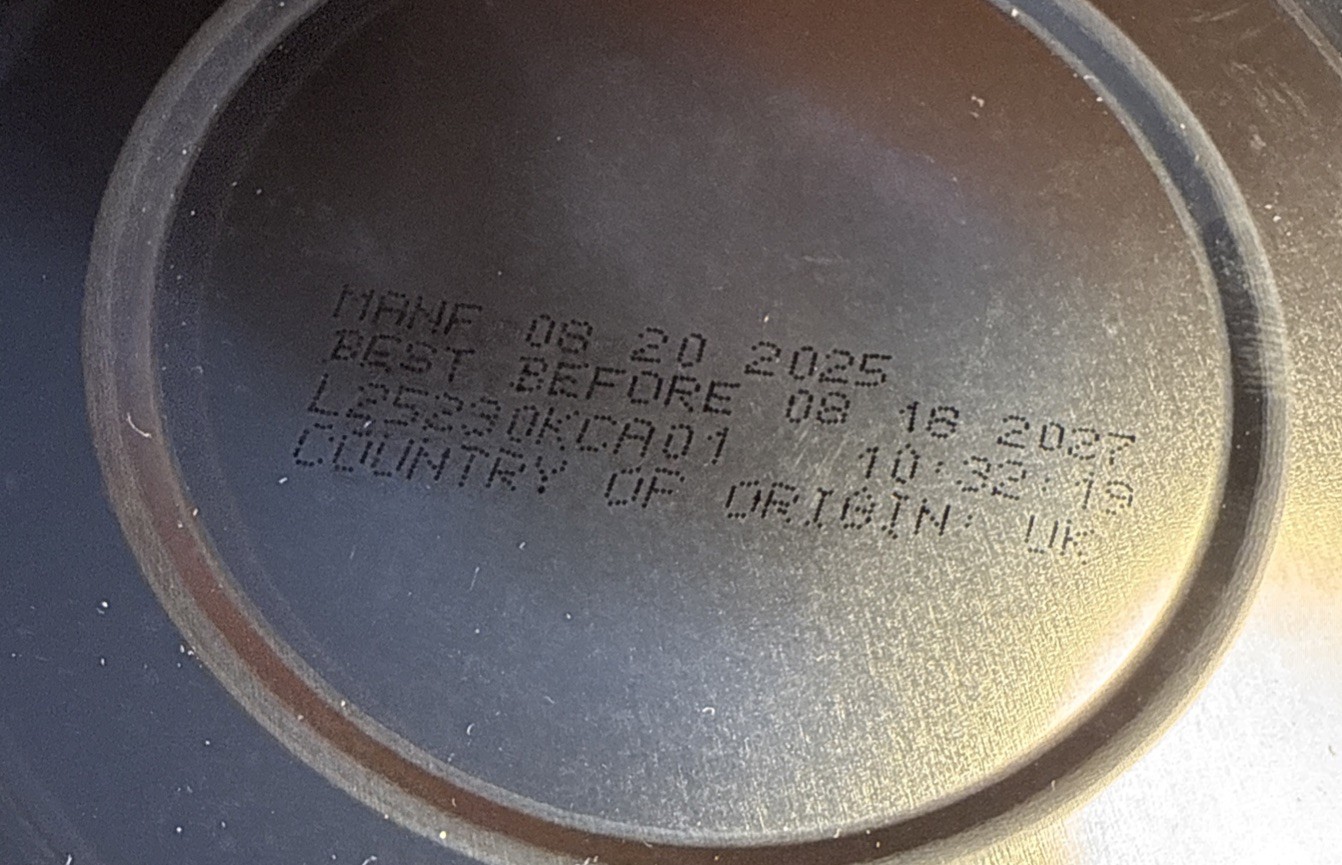 MANF 08 20 2025
BEST BEFORE 08 18 2027
L25230KCA01 10:32:19
COUNTRY OF ORIGIN: UK